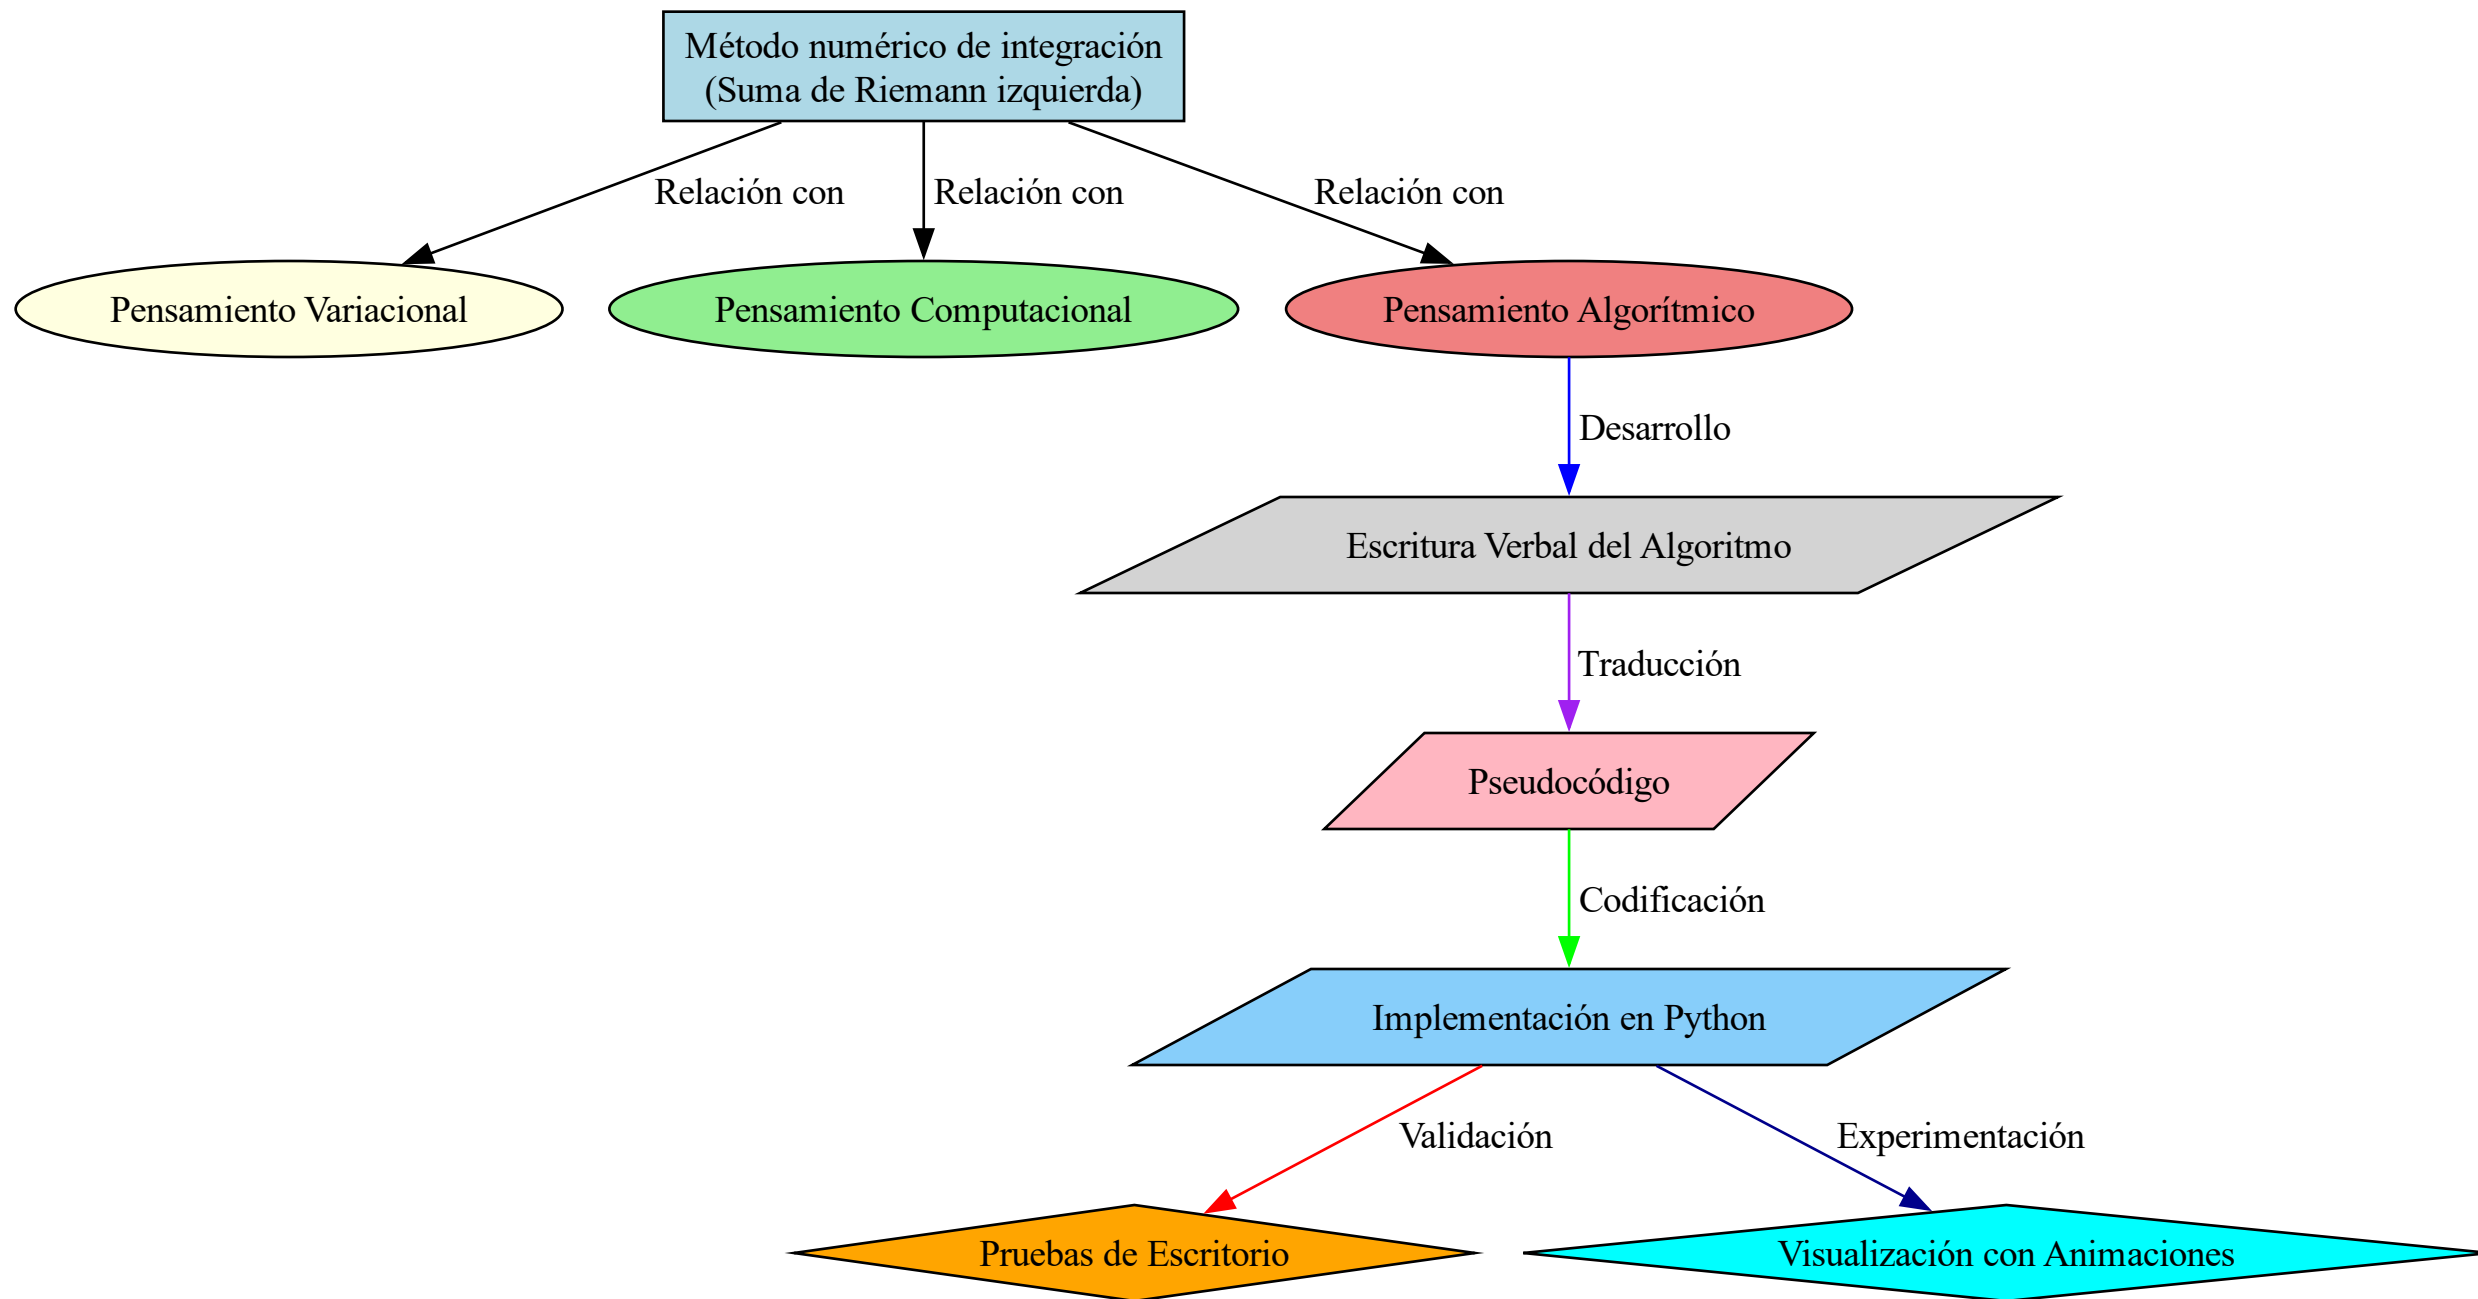 Método numérico de integración
(Suma de Riemann izquierda)
Relación con
Relación con
Relación con
Pensamiento Variacional
Pensamiento Computacional
Pensamiento Algorítmico
Desarrollo
Escritura Verbal del Algoritmo
Traducción
Pseudocódigo
Codificación
Implementación en Python
Validación
Experimentación
Pruebas de Escritorio
Visualización con Animaciones